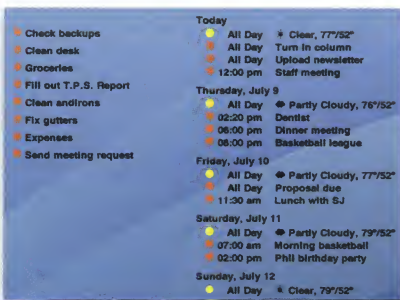 Check backups
Clean desk
Groceries
Fill out T.P.S. Report
Clean andirons
Fix gutters
Expenses
Send meeting request
Today
All Day Clear, 77°/52°
All Day Turn in column
All Day Upload newsletter
12:00 pm Staff meeting
Thursday, July 9
All Day Partly Cloudy, 76°/52°
02:20 pm Dentist
06:00 pm Dinner meeting
06:00 pm Basketball league
Friday, July 10
All Day Partly Cloudy, 77°/52°
All Day Proposal due
11:30 am Lunch with SJ
Saturday, July 11
All Day Partly Cloudy, 79°/52°
07:00 am Morning basketball
02:00 pm Phil birthday party
Sunday, July 12
All Day Clear, 79°/52°